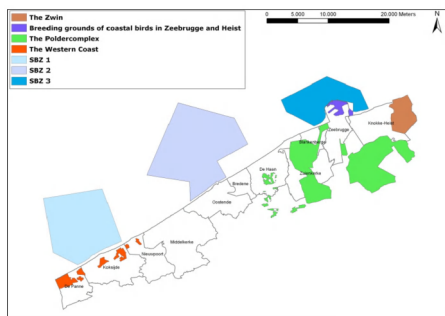 The Zwin
Breeding grounds of coastal birds in Zeebrugge and Heist
The Poldercomplex
The Western Coast
SBZ 1
SBZ 2
SBZ 3
0 5.000 10.000 20.000 Meters
N
Zeebrugge
Knokke-Heist
Blankenberge
De Haan
Zuienkerke
Bredene
Oostende
Middelkerke
Nieuwpoort
Koksijde
De Panne